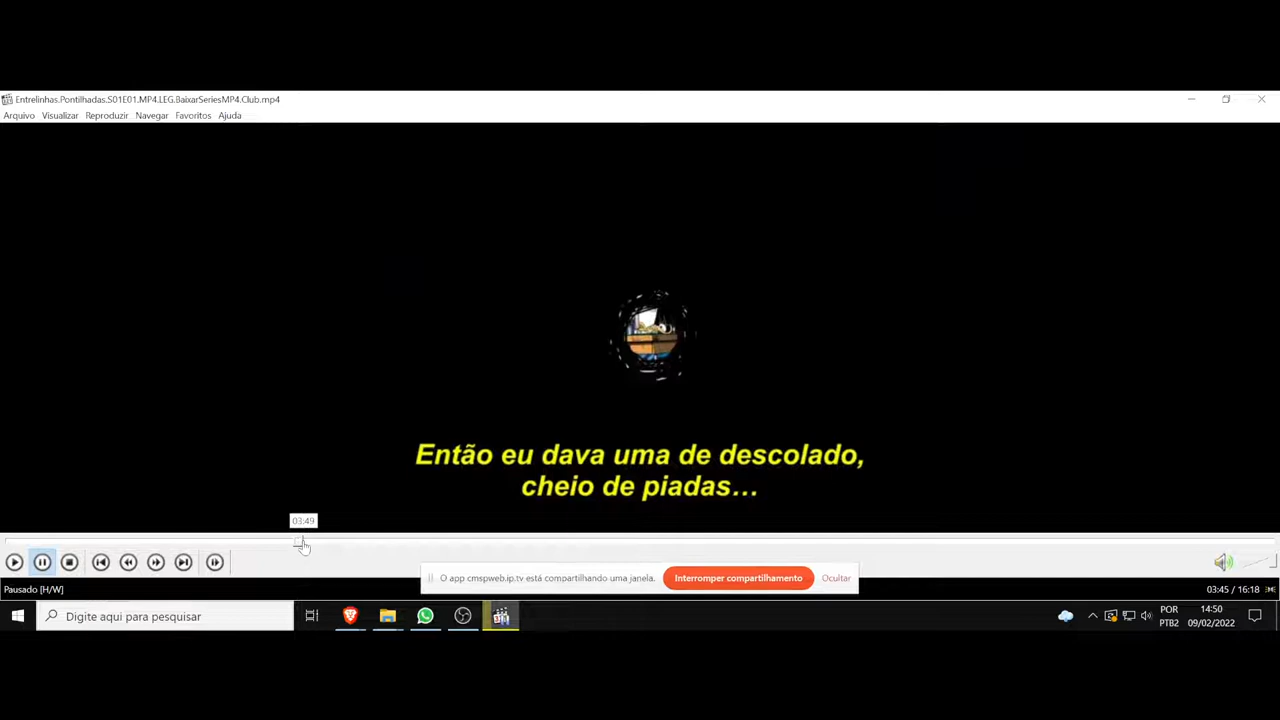 Entrelinhas.Pontilhadas.S01E01.MP4.LEG.BaixarSeriesMP4.Club.mp4
Arquivo Visualizar Reproduzir Navegar Favoritos Ajuda
Então eu dava uma de descolado,
cheio de piadas...
03:49
O app cmspweb.ip.tv está compartilhando uma janela. Interromper compartilhamento Ocultar
Pausado [H/W]
03:45 / 16:18
Digite aqui para pesquisar
POR
PTB2
14:50
09/02/2022